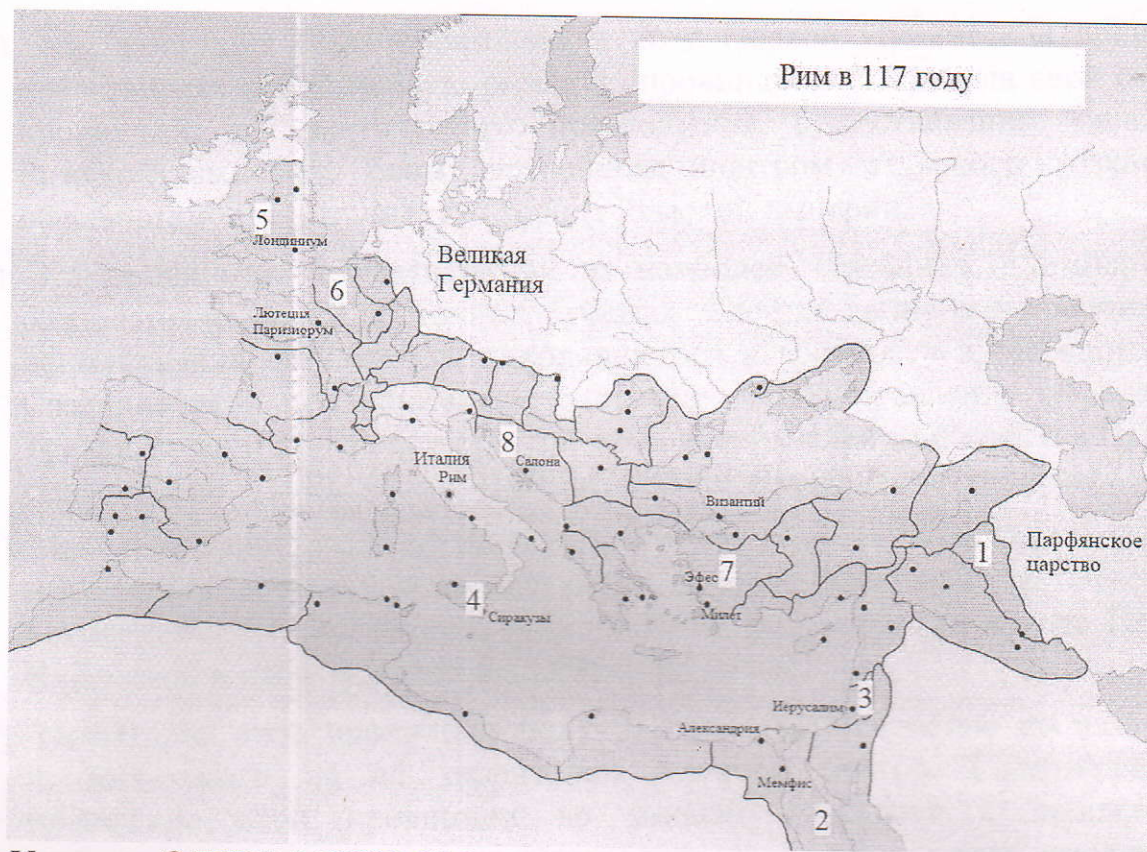 Рим в 117 году
5
Лондиниум
Великая
Германия
6
Лютеция
Паризиорум
8
Италия
Рим
Салона
Византий
1
Парфянское
царство
7
Эфес
4
Сиракузы
Милет
3
Иерусалим
Александрия
Мемфис
2